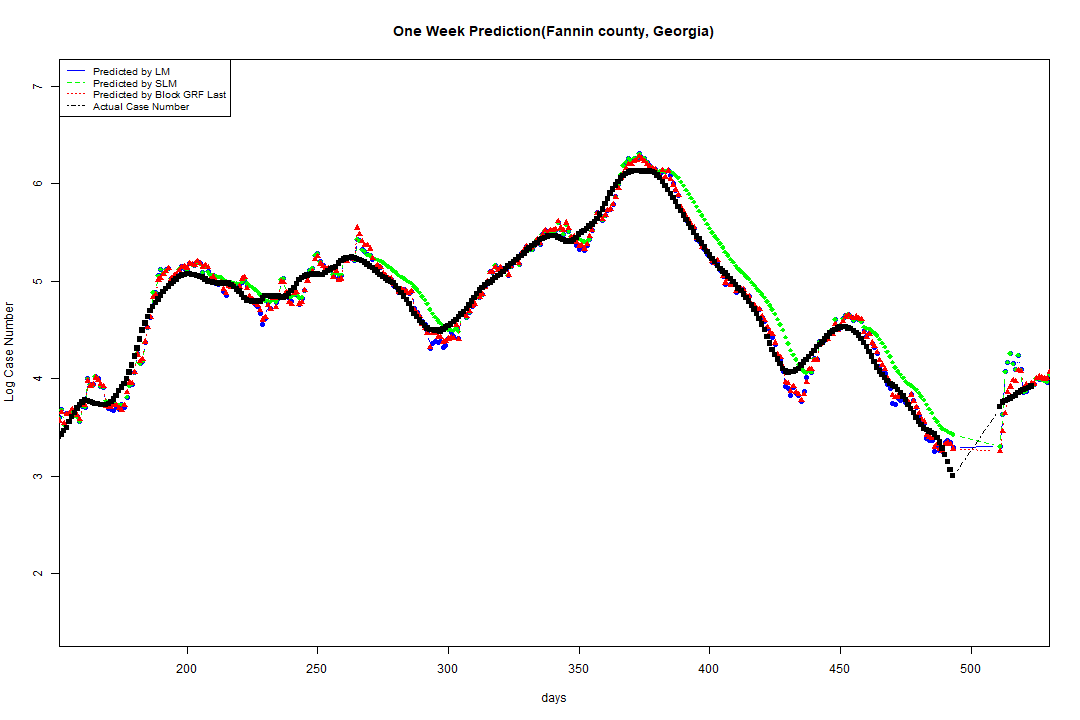 One Week Prediction(Fannin county, Georgia)
Predicted by LM
Predicted by SLM
Predicted by Block GRF Last
Actual Case Number
7
6
5
4
3
2
Log Case Number
200 250 300 350 400 450 500
days